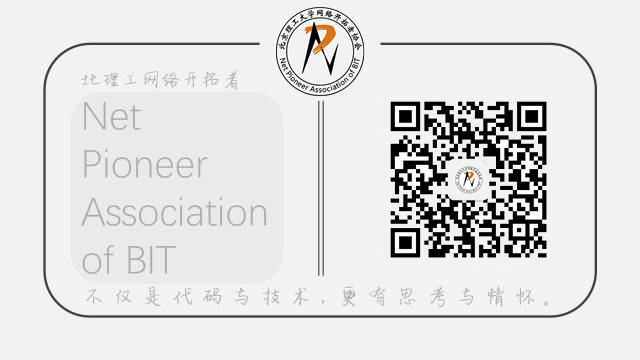 北京理工大学网络开拓者协会
Net Pioneer Association of BIT
北理工网络开拓者
Net
Pioneer
Association
of BIT
不仅是代码与技术，更有思考与情怀。